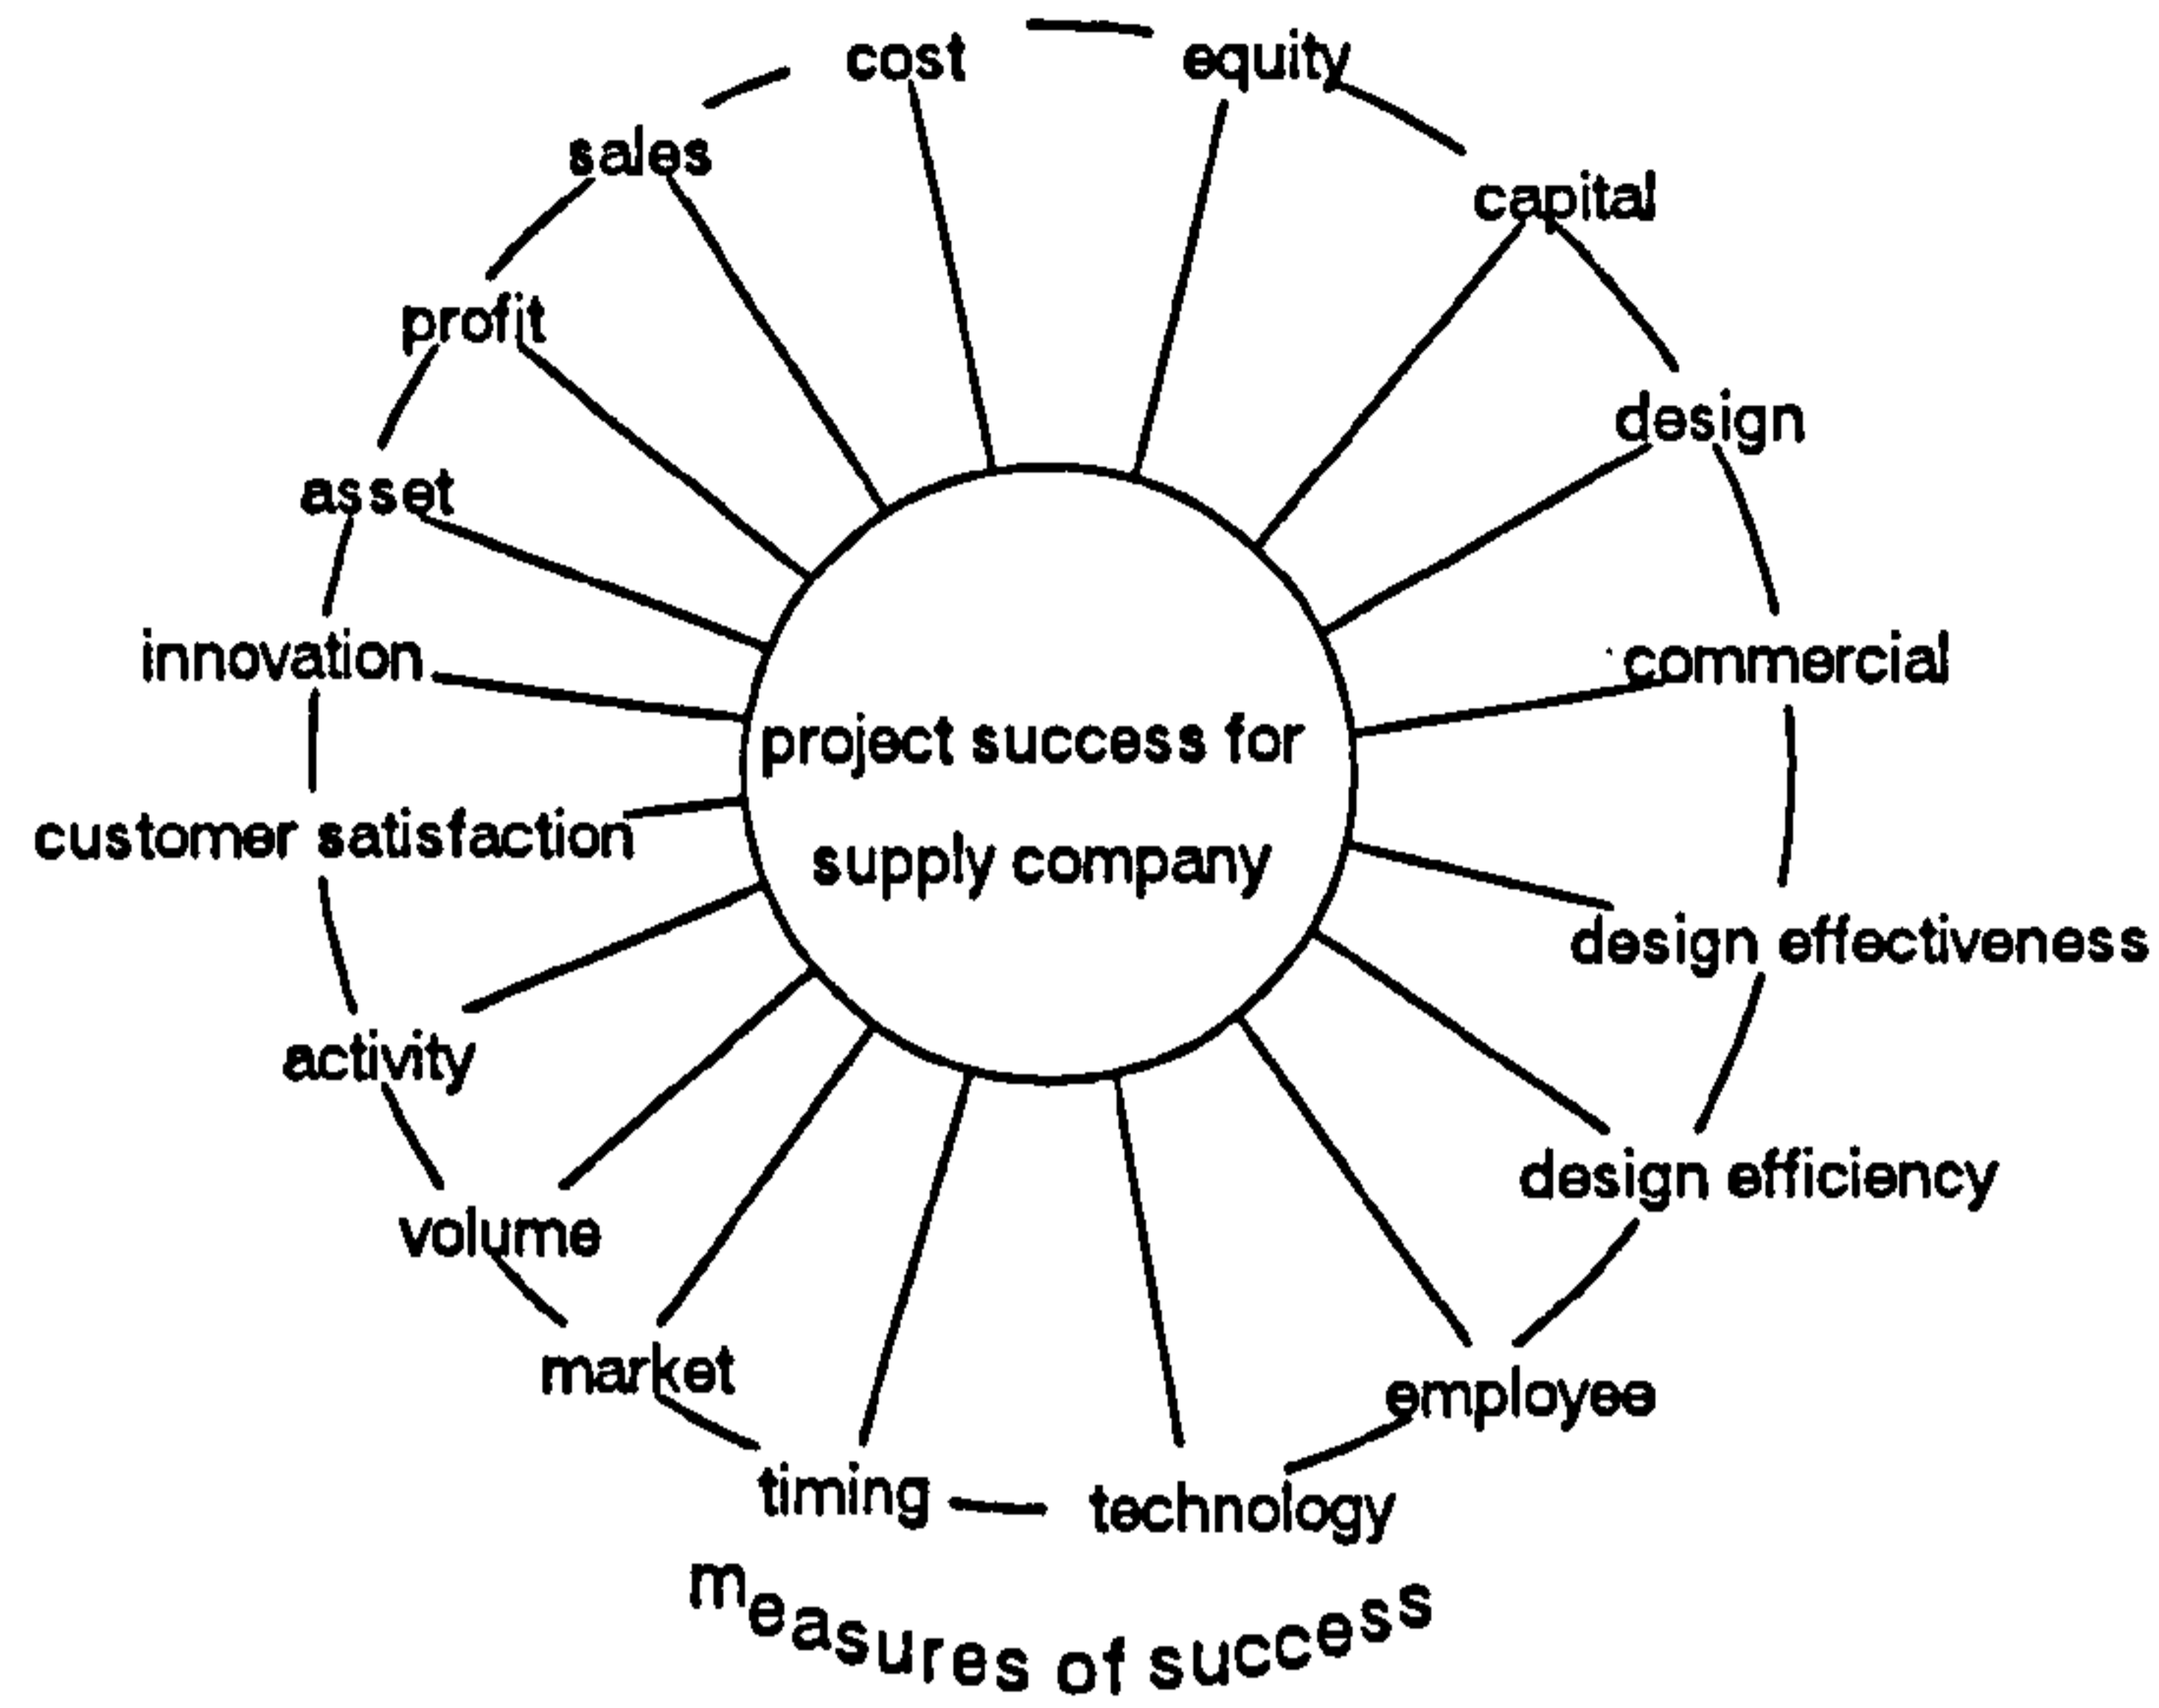 cost
equity
sales
capital
profit
design
asset
innovation
commercial
project success for
supply company
customer satisfaction
design effectiveness
activity
design efficiency
volume
market
employee
timing
technology
measures of success